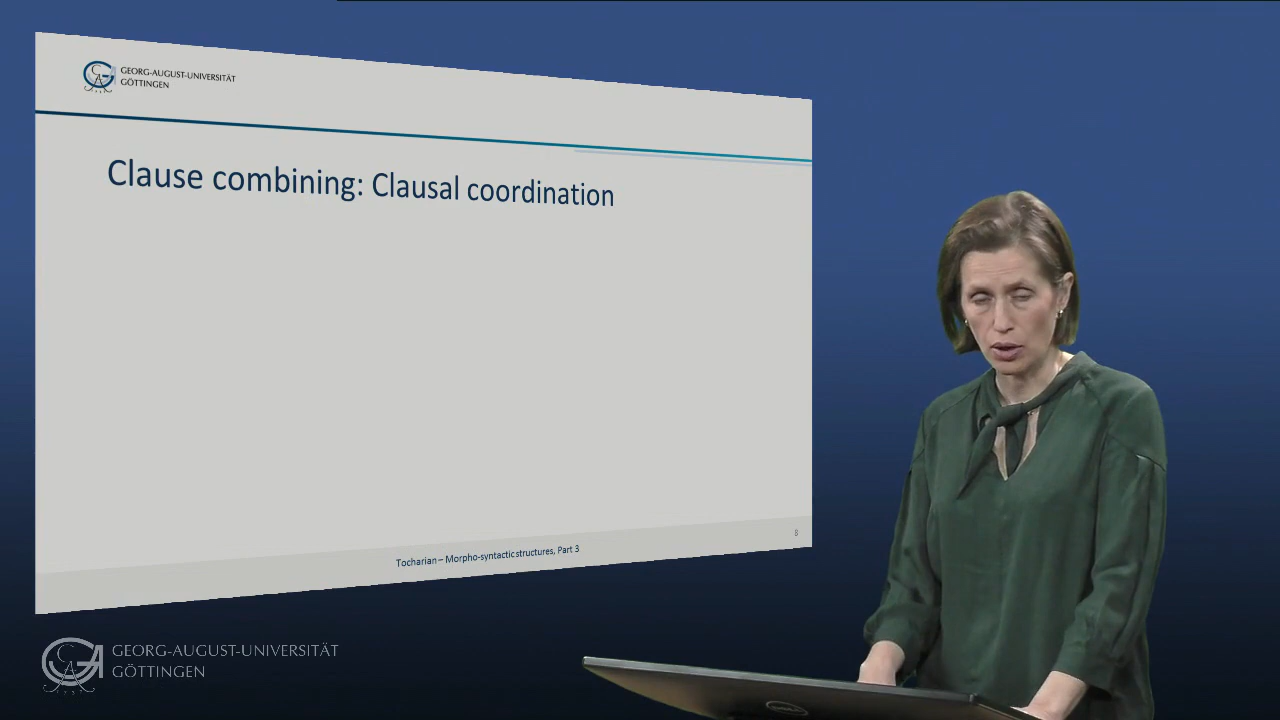 GEORG-AUGUST-UNIVERSITÄT
GÖTTINGEN
Clause combining: Clausal coordination
Tocharian – Morpho-syntactic structures, Part 3
8
GEORG-AUGUST-UNIVERSITÄT
GÖTTINGEN